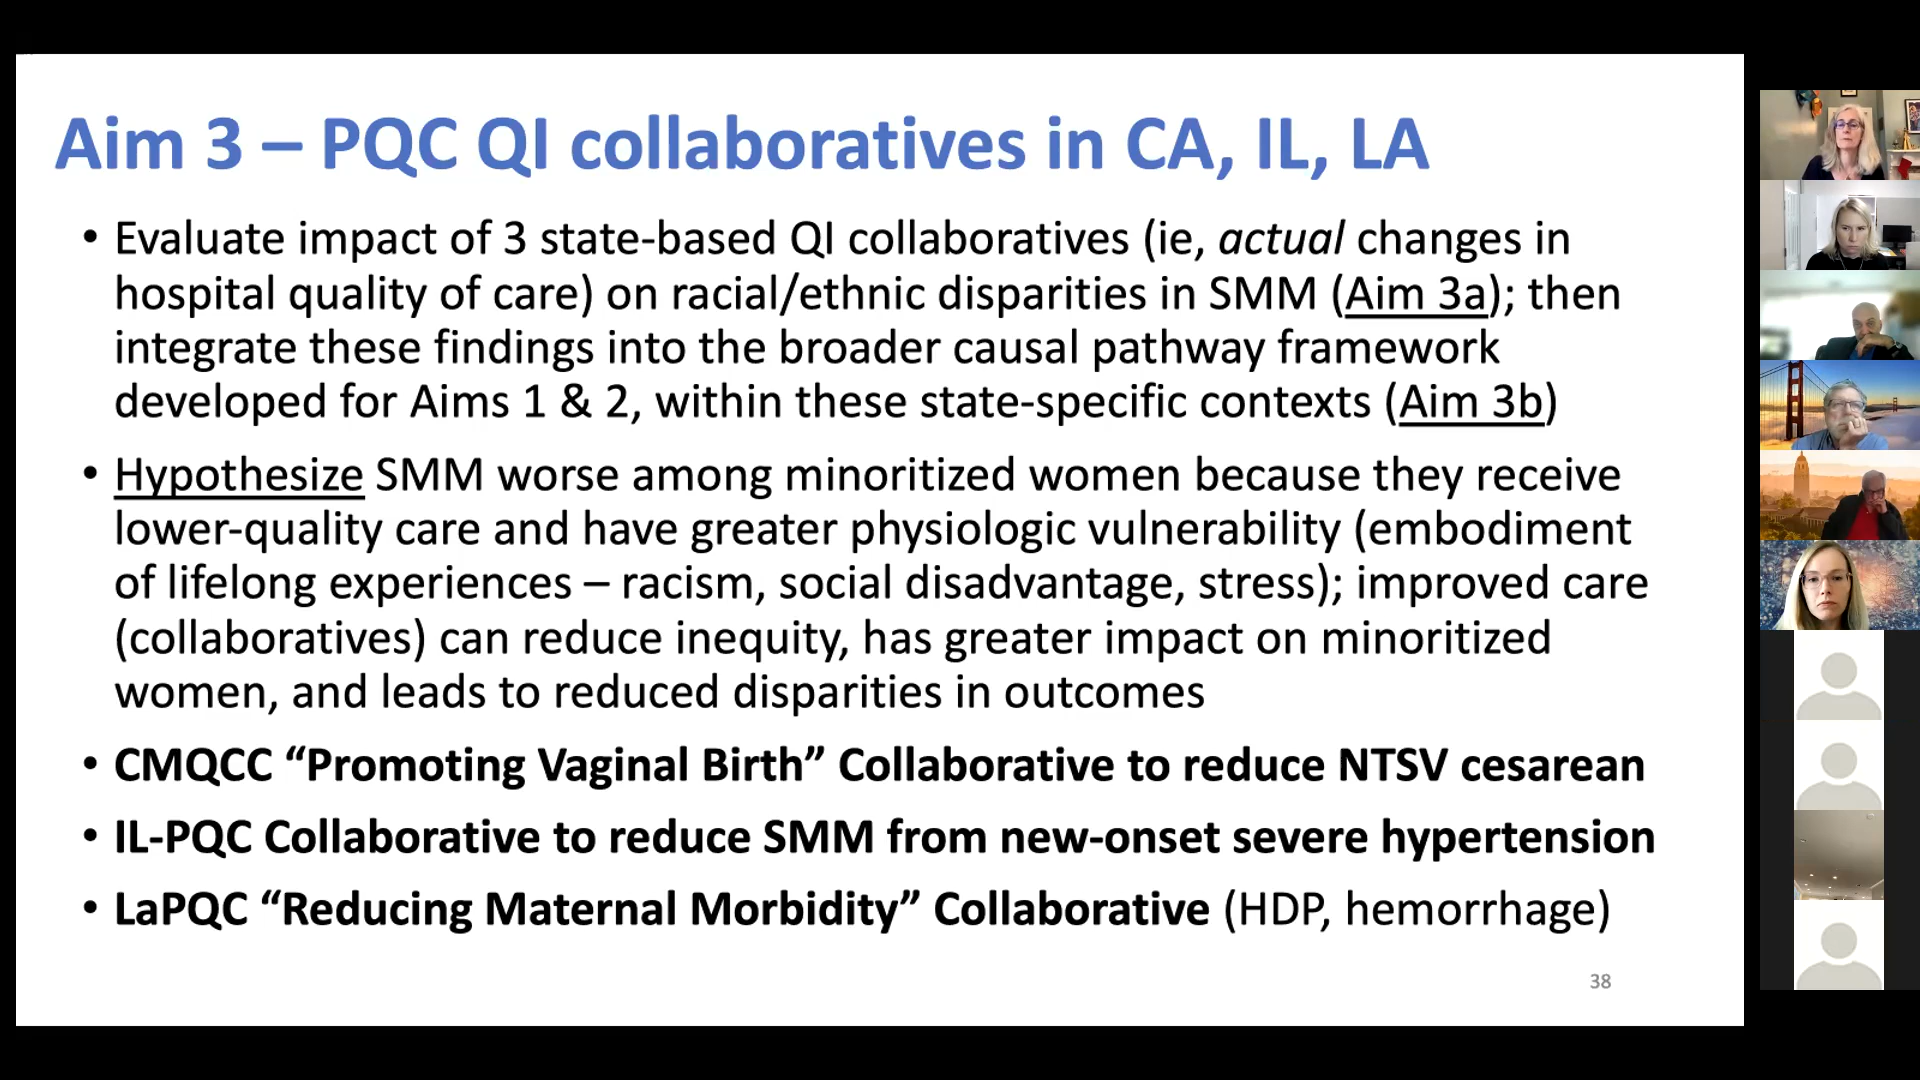 Aim 3 – PQC QI collaboratives in CA, IL, LA
• Evaluate impact of 3 state-based QI collaboratives (ie, actual changes in
hospital quality of care) on racial/ethnic disparities in SMM (Aim 3a); then
integrate these findings into the broader causal pathway framework
developed for Aims 1 & 2, within these state-specific contexts (Aim 3b)
• Hypothesize SMM worse among minoritized women because they receive
lower-quality care and have greater physiologic vulnerability (embodiment
of lifelong experiences – racism, social disadvantage, stress); improved care
(collaboratives) can reduce inequity, has greater impact on minoritized
women, and leads to reduced disparities in outcomes
• CMQCC “Promoting Vaginal Birth” Collaborative to reduce NTSV cesarean
• IL-PQC Collaborative to reduce SMM from new-onset severe hypertension
• LaPQC “Reducing Maternal Morbidity” Collaborative (HDP, hemorrhage)
38